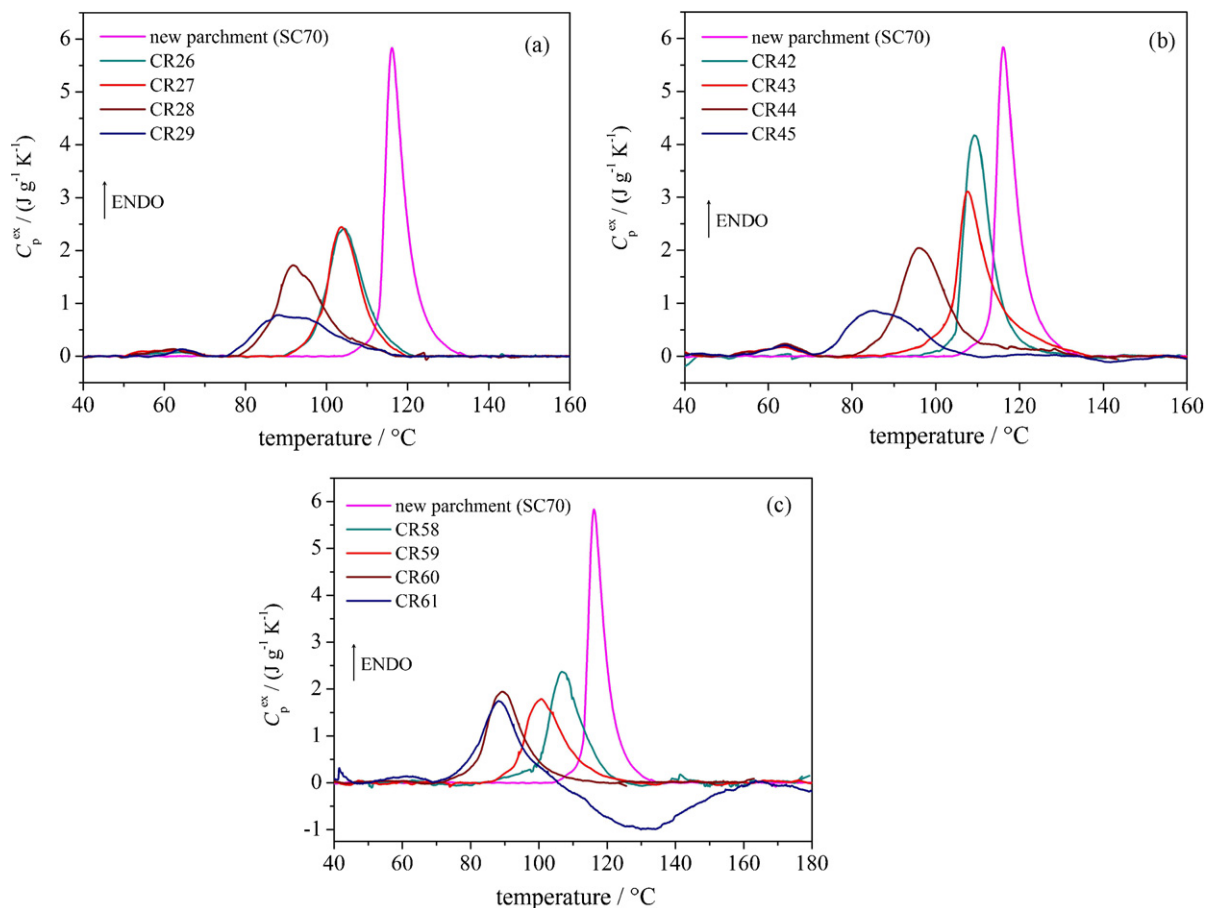 (a)
new parchment (SC70)
CR26
CR27
CR28
CR29
ENDO
C_p^ex / (J g⁻¹ K⁻¹)
6
5
4
3
2
1
0
40 60 80 100 120 140 160
temperature / °C
(b)
new parchment (SC70)
CR42
CR43
CR44
CR45
ENDO
C_p^ex / (J g⁻¹ K⁻¹)
6
5
4
3
2
1
0
40 60 80 100 120 140 160
temperature / °C
(c)
new parchment (SC70)
CR58
CR59
CR60
CR61
ENDO
C_p^ex / (J g⁻¹ K⁻¹)
6
5
4
3
2
1
0
-1
40 60 80 100 120 140 160 180
temperature / °C